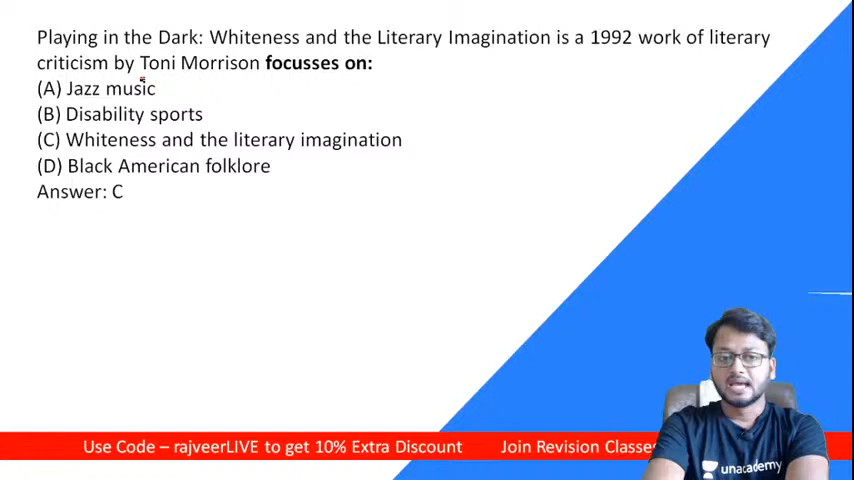 Playing in the Dark: Whiteness and the Literary Imagination is a 1992 work of literary
criticism by Toni Morrison focusses on:
(A) Jazz music
(B) Disability sports
(C) Whiteness and the literary imagination
(D) Black American folklore
Answer: C
Use Code – rajveerLIVE to get 10% Extra Discount
Join Revision Classes
unacademy